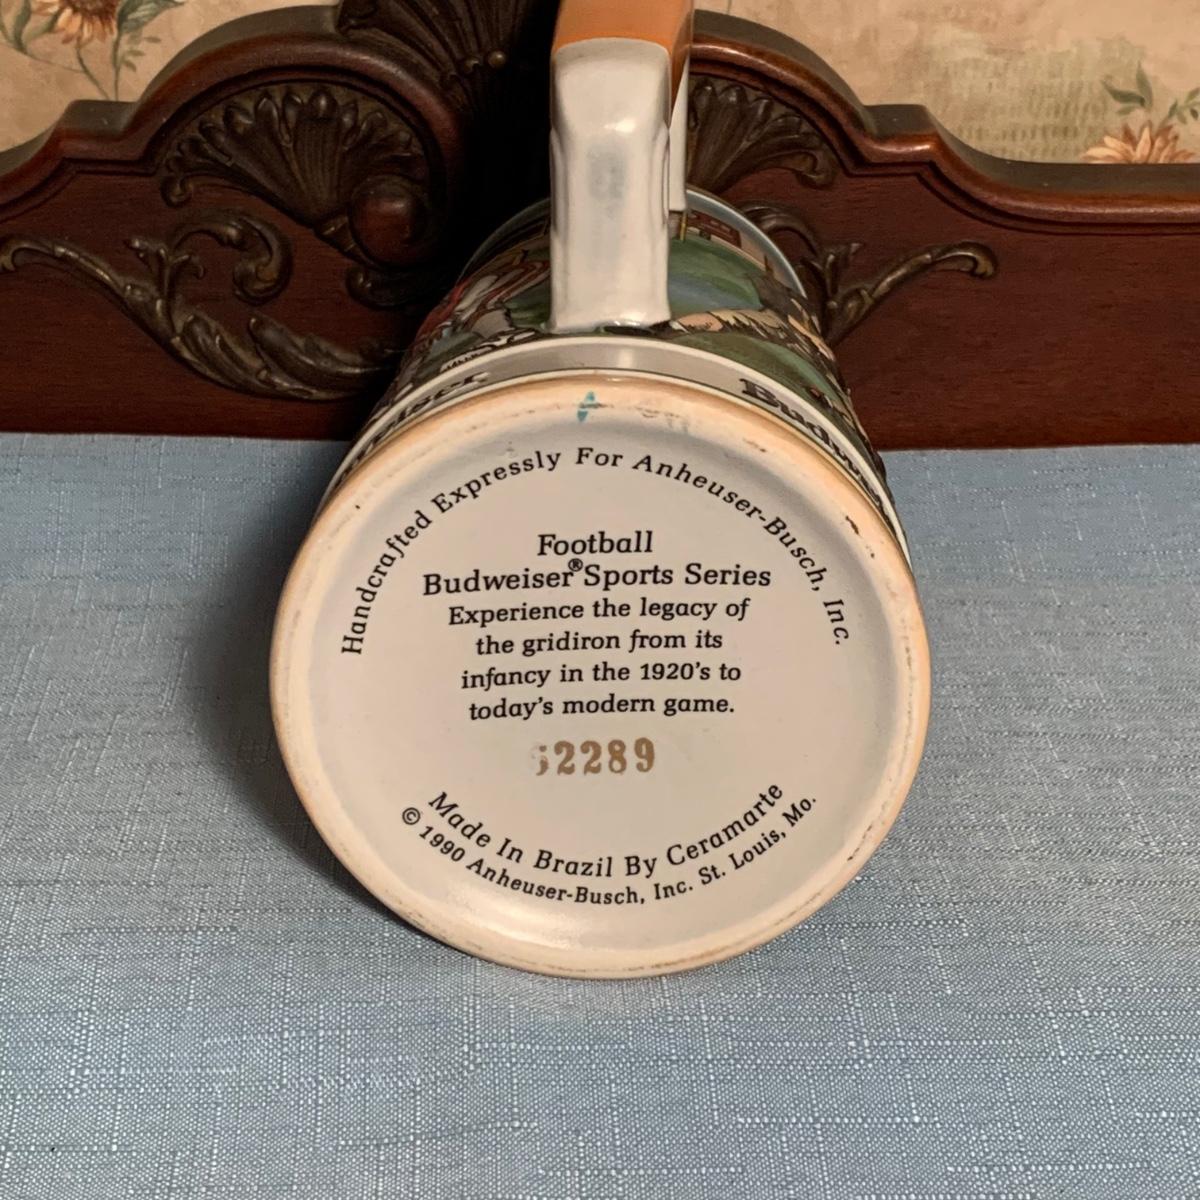 Handcrafted Expressly For Anheuser-Busch, Inc.
Football
Budweiser® Sports Series
Experience the legacy of
the gridiron from its
infancy in the 1920's to
today's modern game.
2289
Made In Brazil By Ceramarte
© 1990 Anheuser-Busch, Inc. St. Louis, Mo.